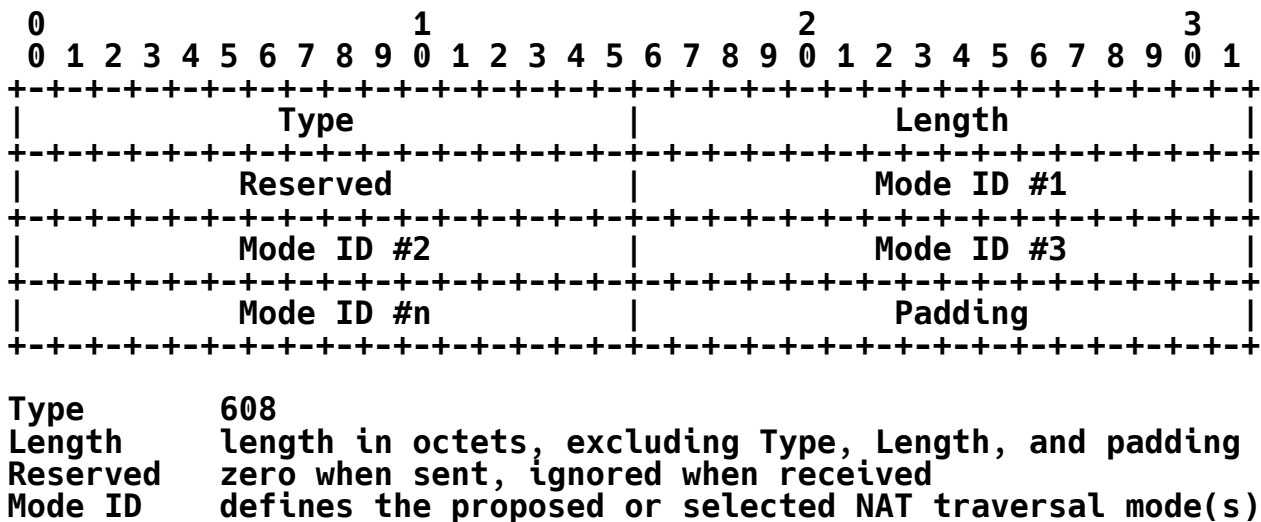 0                   1                   2                   3
 0 1 2 3 4 5 6 7 8 9 0 1 2 3 4 5 6 7 8 9 0 1 2 3 4 5 6 7 8 9 0 1
+-+-+-+-+-+-+-+-+-+-+-+-+-+-+-+-+-+-+-+-+-+-+-+-+-+-+-+-+-+-+-+-+
|             Type              |             Length            |
+-+-+-+-+-+-+-+-+-+-+-+-+-+-+-+-+-+-+-+-+-+-+-+-+-+-+-+-+-+-+-+-+
|           Reserved            |            Mode ID #1         |
+-+-+-+-+-+-+-+-+-+-+-+-+-+-+-+-+-+-+-+-+-+-+-+-+-+-+-+-+-+-+-+-+
|           Mode ID #2          |            Mode ID #3         |
+-+-+-+-+-+-+-+-+-+-+-+-+-+-+-+-+-+-+-+-+-+-+-+-+-+-+-+-+-+-+-+-+
|           Mode ID #n          |             Padding           |
+-+-+-+-+-+-+-+-+-+-+-+-+-+-+-+-+-+-+-+-+-+-+-+-+-+-+-+-+-+-+-+-+
Type       608
Length     length in octets, excluding Type, Length, and padding
Reserved   zero when sent, ignored when received
Mode ID    defines the proposed or selected NAT traversal mode(s)